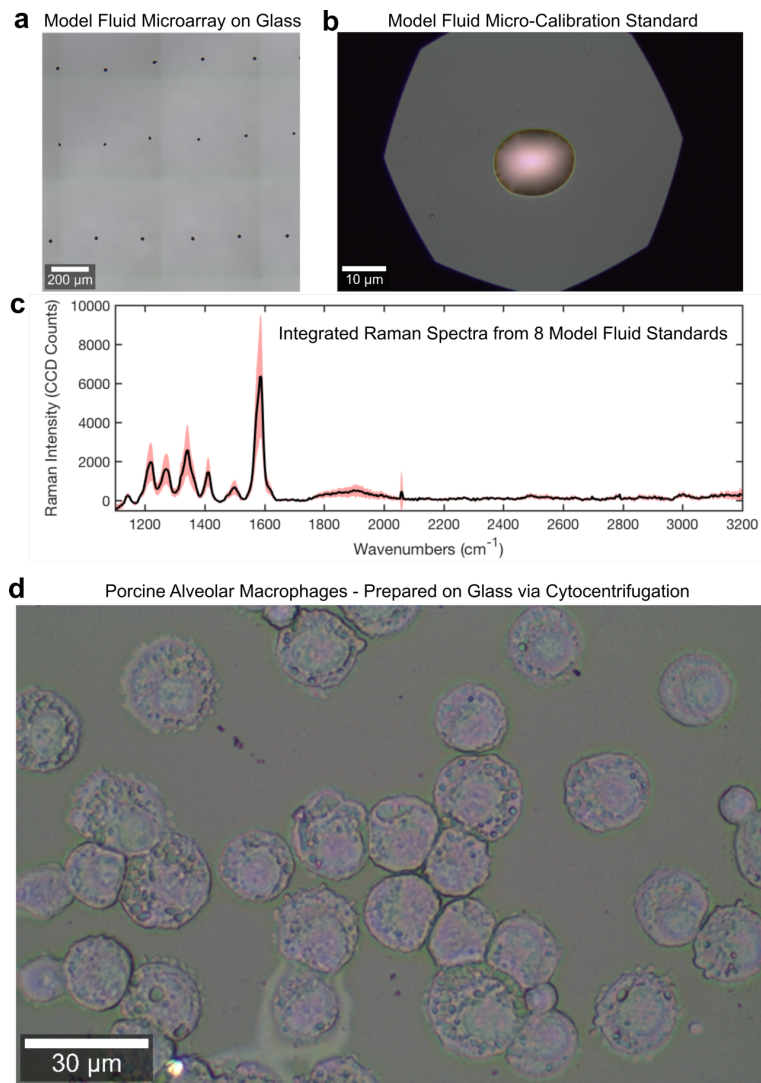 a Model Fluid Microarray on Glass
b Model Fluid Micro-Calibration Standard
200 µm
10 µm
c
Integrated Raman Spectra from 8 Model Fluid Standards
Raman Intensity (CCD Counts)
10000
8000
6000
4000
2000
0
1200 1400 1600 1800 2000 2200 2400 2600 2800 3000 3200
Wavenumbers (cm⁻¹)
d Porcine Alveolar Macrophages - Prepared on Glass via Cytocentrifugation
30 µm